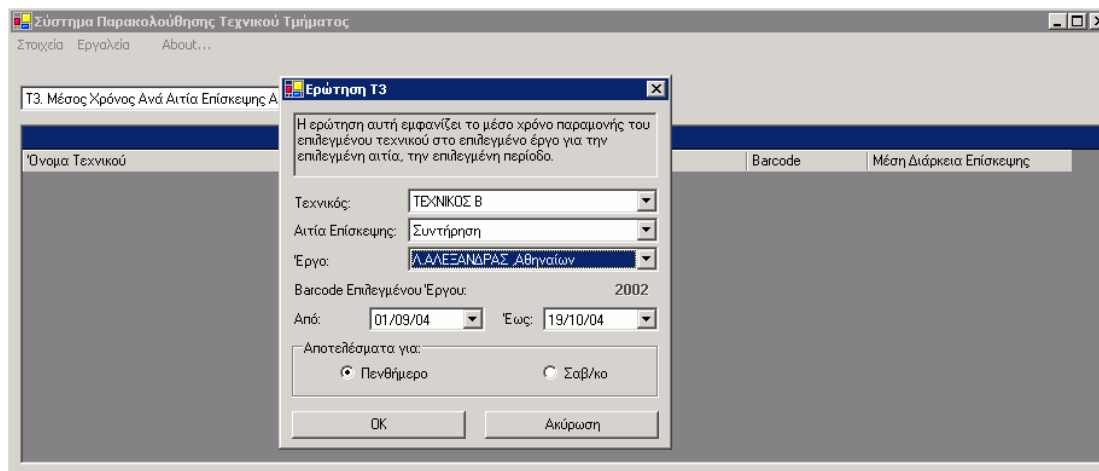 Σύστημα Παρακολούθησης Τεχνικού Τμήματος
Στοιχεία Εργαλεία About...
Τ3. Μέσος Χρόνος Ανά Αιτία Επίσκεψης Α
Όνομα Τεχνικού Barcode Μέση Διάρκεια Επίσκεψης
Ερώτηση Τ3
Η ερώτηση αυτή εμφανίζει το μέσο χρόνο παραμονής του
επιλεγμένου τεχνικού στο επιλεγμένο έργο για την
επιλεγμένη αιτία, την επιλεγμένη περίοδο.
Τεχνικός: ΤΕΧΝΙΚΟΣ Β
Αιτία Επίσκεψης: Συντήρηση
Έργο: Λ.ΑΛΕΞΑΝΔΡΑΣ ,Αθηναίων
Barcode Επιλεγμένου Έργου: 2002
Από: 01/09/04 Έως: 19/10/04
Αποτελέσματα για:
Πενθήμερο Σαβ/κο
OK Ακύρωση